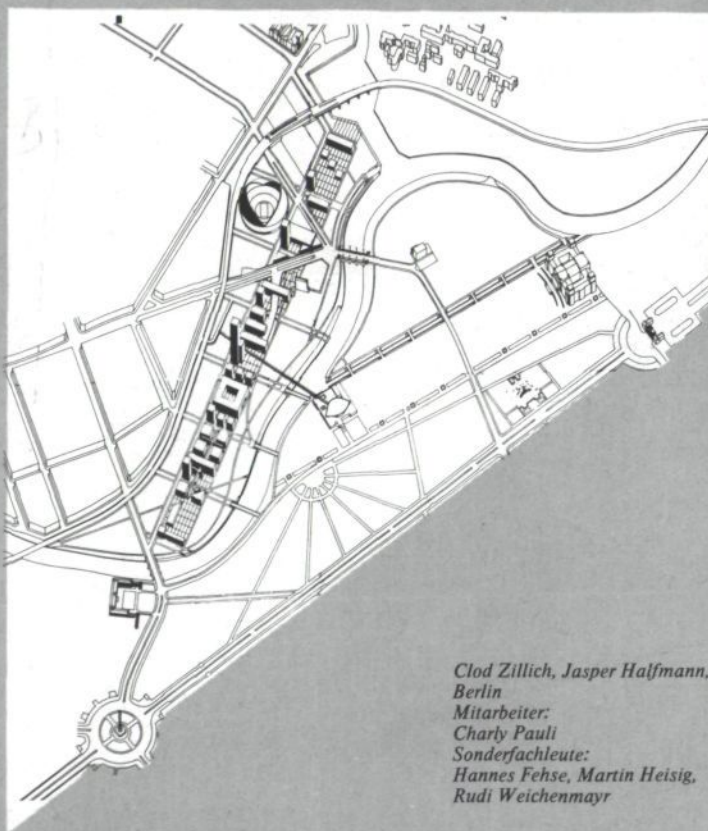 Clod Zillich, Jasper Halfmann,
Berlin
Mitarbeiter:
Charly Pauli
Sonderfachleute:
Hannes Fehse, Martin Heisig,
Rudi Weichenmayr